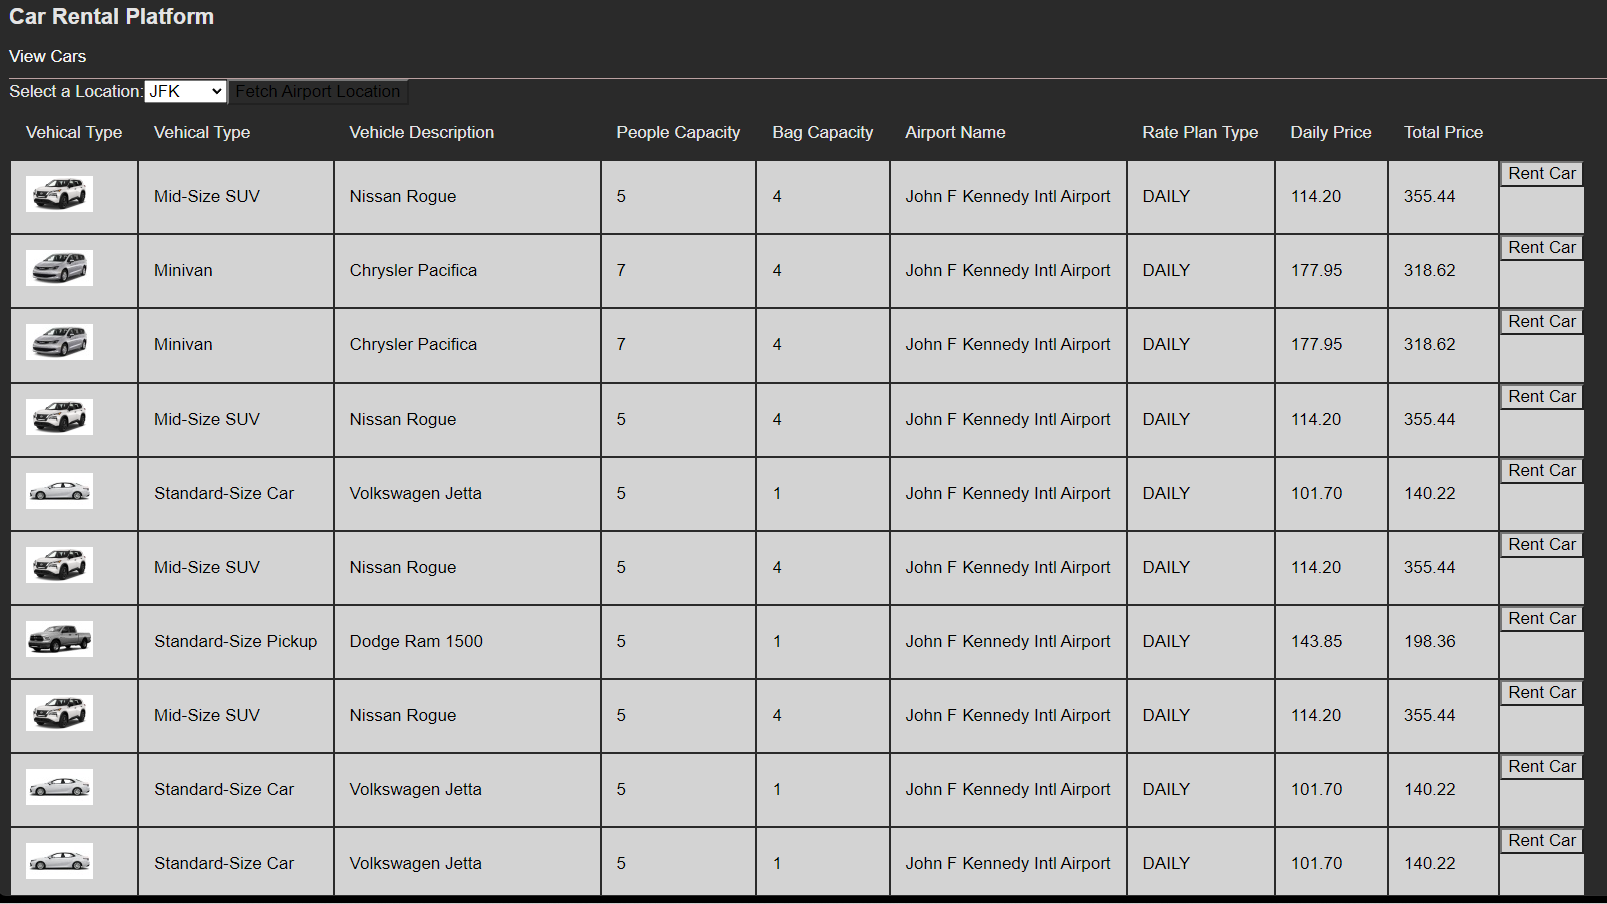 Car Rental Platform
View Cars
Select a Location: JFK Fetch Airport Location
Vehical Type Vehical Type Vehicle Description People Capacity Bag Capacity Airport Name Rate Plan Type Daily Price Total Price
Mid-Size SUV Nissan Rogue 5 4 John F Kennedy Intl Airport DAILY 114.20 355.44 Rent Car
Minivan Chrysler Pacifica 7 4 John F Kennedy Intl Airport DAILY 177.95 318.62 Rent Car
Minivan Chrysler Pacifica 7 4 John F Kennedy Intl Airport DAILY 177.95 318.62 Rent Car
Mid-Size SUV Nissan Rogue 5 4 John F Kennedy Intl Airport DAILY 114.20 355.44 Rent Car
Standard-Size Car Volkswagen Jetta 5 1 John F Kennedy Intl Airport DAILY 101.70 140.22 Rent Car
Mid-Size SUV Nissan Rogue 5 4 John F Kennedy Intl Airport DAILY 114.20 355.44 Rent Car
Standard-Size Pickup Dodge Ram 1500 5 1 John F Kennedy Intl Airport DAILY 143.85 198.36 Rent Car
Mid-Size SUV Nissan Rogue 5 4 John F Kennedy Intl Airport DAILY 114.20 355.44 Rent Car
Standard-Size Car Volkswagen Jetta 5 1 John F Kennedy Intl Airport DAILY 101.70 140.22 Rent Car
Standard-Size Car Volkswagen Jetta 5 1 John F Kennedy Intl Airport DAILY 101.70 140.22 Rent Car